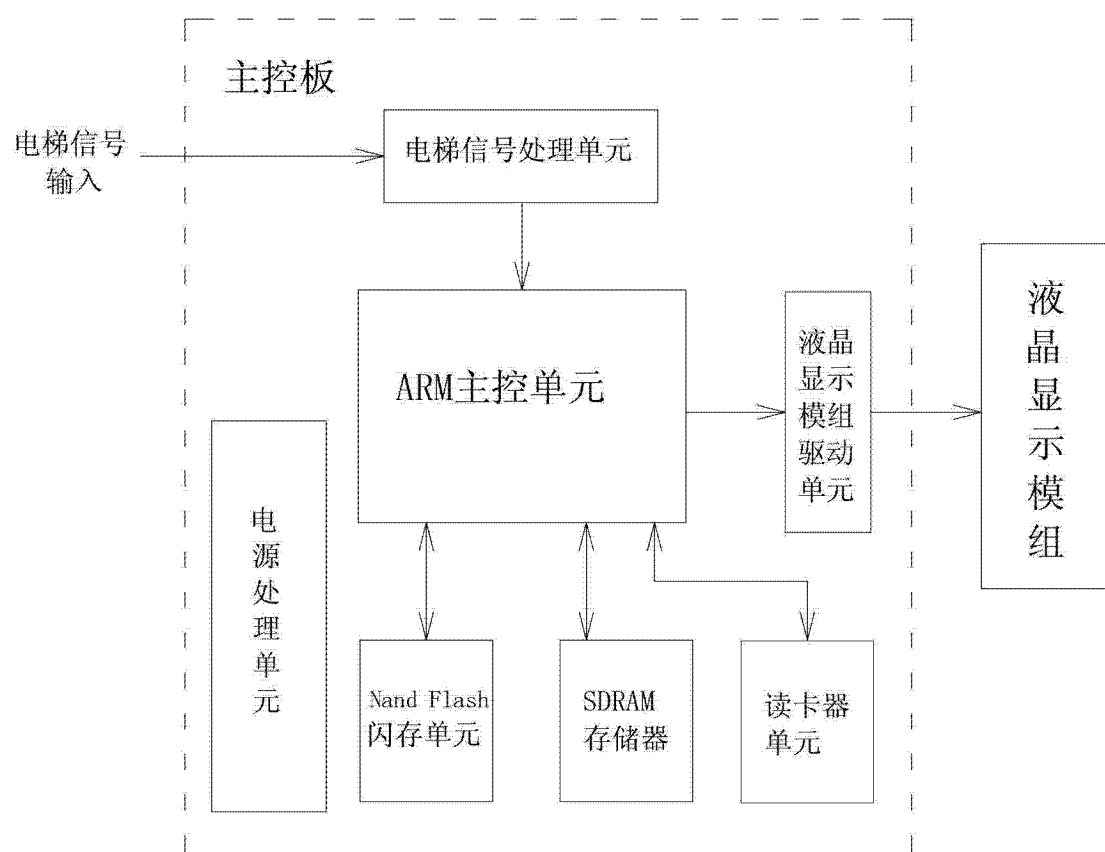 主控板
电梯信号
输入
电梯信号处理单元
ARM主控单元
液晶
显示
模组
驱动
单元
液
晶
显
示
模
组
电
源
处
理
单
元
Nand Flash
闪存单元
SDRAM
存储器
读卡器
单元